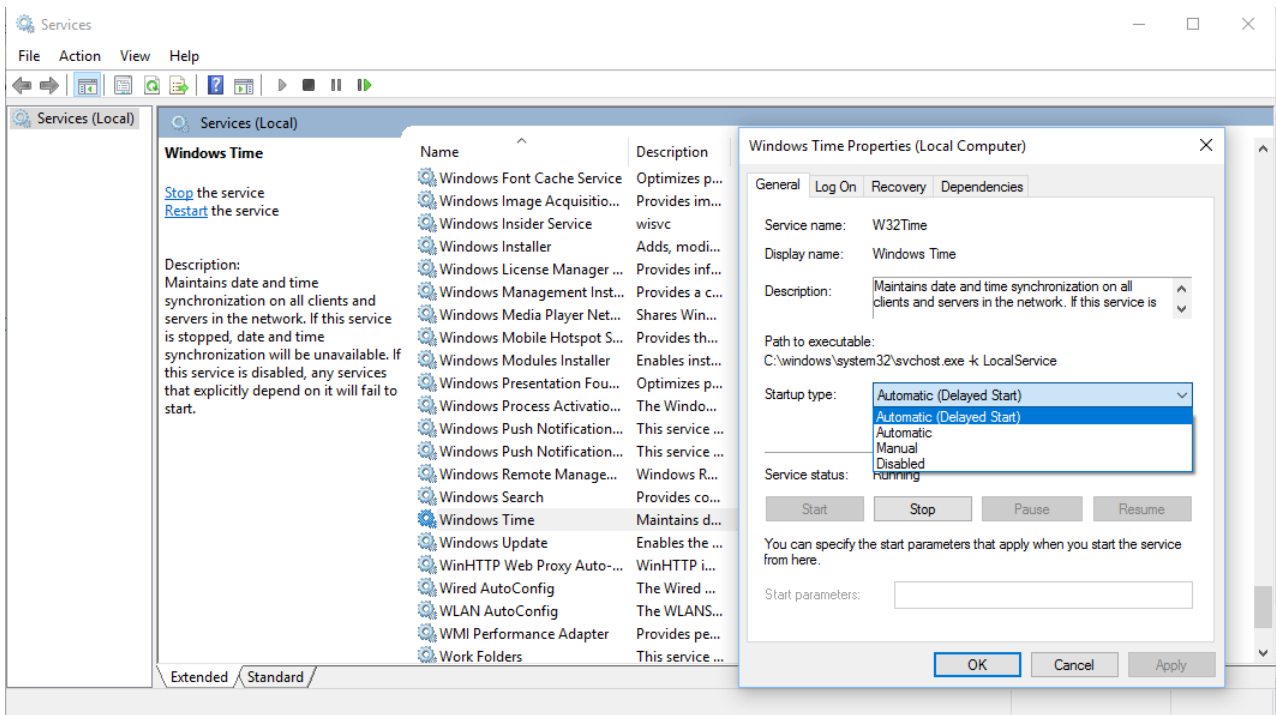 Services
File Action View Help
Services (Local)
Services (Local)
Windows Time
Stop the service
Restart the service
Description:
Maintains date and time
synchronization on all clients and
servers in the network. If this service
is stopped, date and time
synchronization will be unavailable. If
this service is disabled, any services
that explicitly depend on it will fail to
start.
Name Description
Windows Font Cache Service Optimizes p...
Windows Image Acquisitio... Provides im...
Windows Insider Service wisvc
Windows Installer Adds, modi...
Windows License Manager ... Provides inf...
Windows Management Inst... Provides a c...
Windows Media Player Net... Shares Win...
Windows Mobile Hotspot S... Provides th...
Windows Modules Installer Enables inst...
Windows Presentation Fou... Optimizes p...
Windows Process Activatio... The Windo...
Windows Push Notification... This service ...
Windows Push Notification... This service ...
Windows Remote Manage... Windows R...
Windows Search Provides co...
Windows Time Maintains d...
Windows Update Enables the ...
WinHTTP Web Proxy Auto-... WinHTTP i...
Wired AutoConfig The Wired ...
WLAN AutoConfig The WLANS...
WMI Performance Adapter Provides pe...
Work Folders This service ...
Extended Standard
Windows Time Properties (Local Computer)
General Log On Recovery Dependencies
Service name: W32Time
Display name: Windows Time
Description: Maintains date and time synchronization on all
clients and servers in the network. If this service is
Path to executable:
C:\windows\system32\svchost.exe -k LocalService
Startup type: Automatic (Delayed Start)
Automatic (Delayed Start)
Automatic
Manual
Disabled
Service status: Running
Start Stop Pause Resume
You can specify the start parameters that apply when you start the service
from here.
Start parameters:
OK Cancel Apply